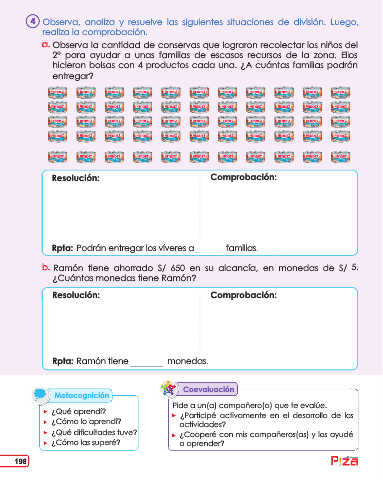 4 Observa, analiza y resuelve las siguientes situaciones de división. Luego,
realiza la comprobación.
a. Observa la cantidad de conservas que lograron recolectar los niños del
2° para ayudar a unas familias de escasos recursos de la zona. Ellos
hicieron bolsas con 4 productos cada una. ¿A cuántas familias podrán
entregar?
Resolución:
Comprobación:
Rpta: Podrán entregar los víveres a ______ familias.
b. Ramón tiene ahorrado S/ 650 en su alcancía, en monedas de S/ 5.
¿Cuántas monedas tiene Ramón?
Resolución:
Comprobación:
Rpta: Ramón tiene ______ monedas.
Metacognición
▸ ¿Qué aprendí?
▸ ¿Cómo lo aprendí?
▸ ¿Qué dificultades tuve?
▸ ¿Cómo las superé?
Coevaluación
Pide a un(a) compañero(a) que te evalúe.
▸ ¿Participé activamente en el desarrollo de las
actividades?
▸ ¿Cooperé con mis compañeros(as) y los ayudé
a aprender?
198